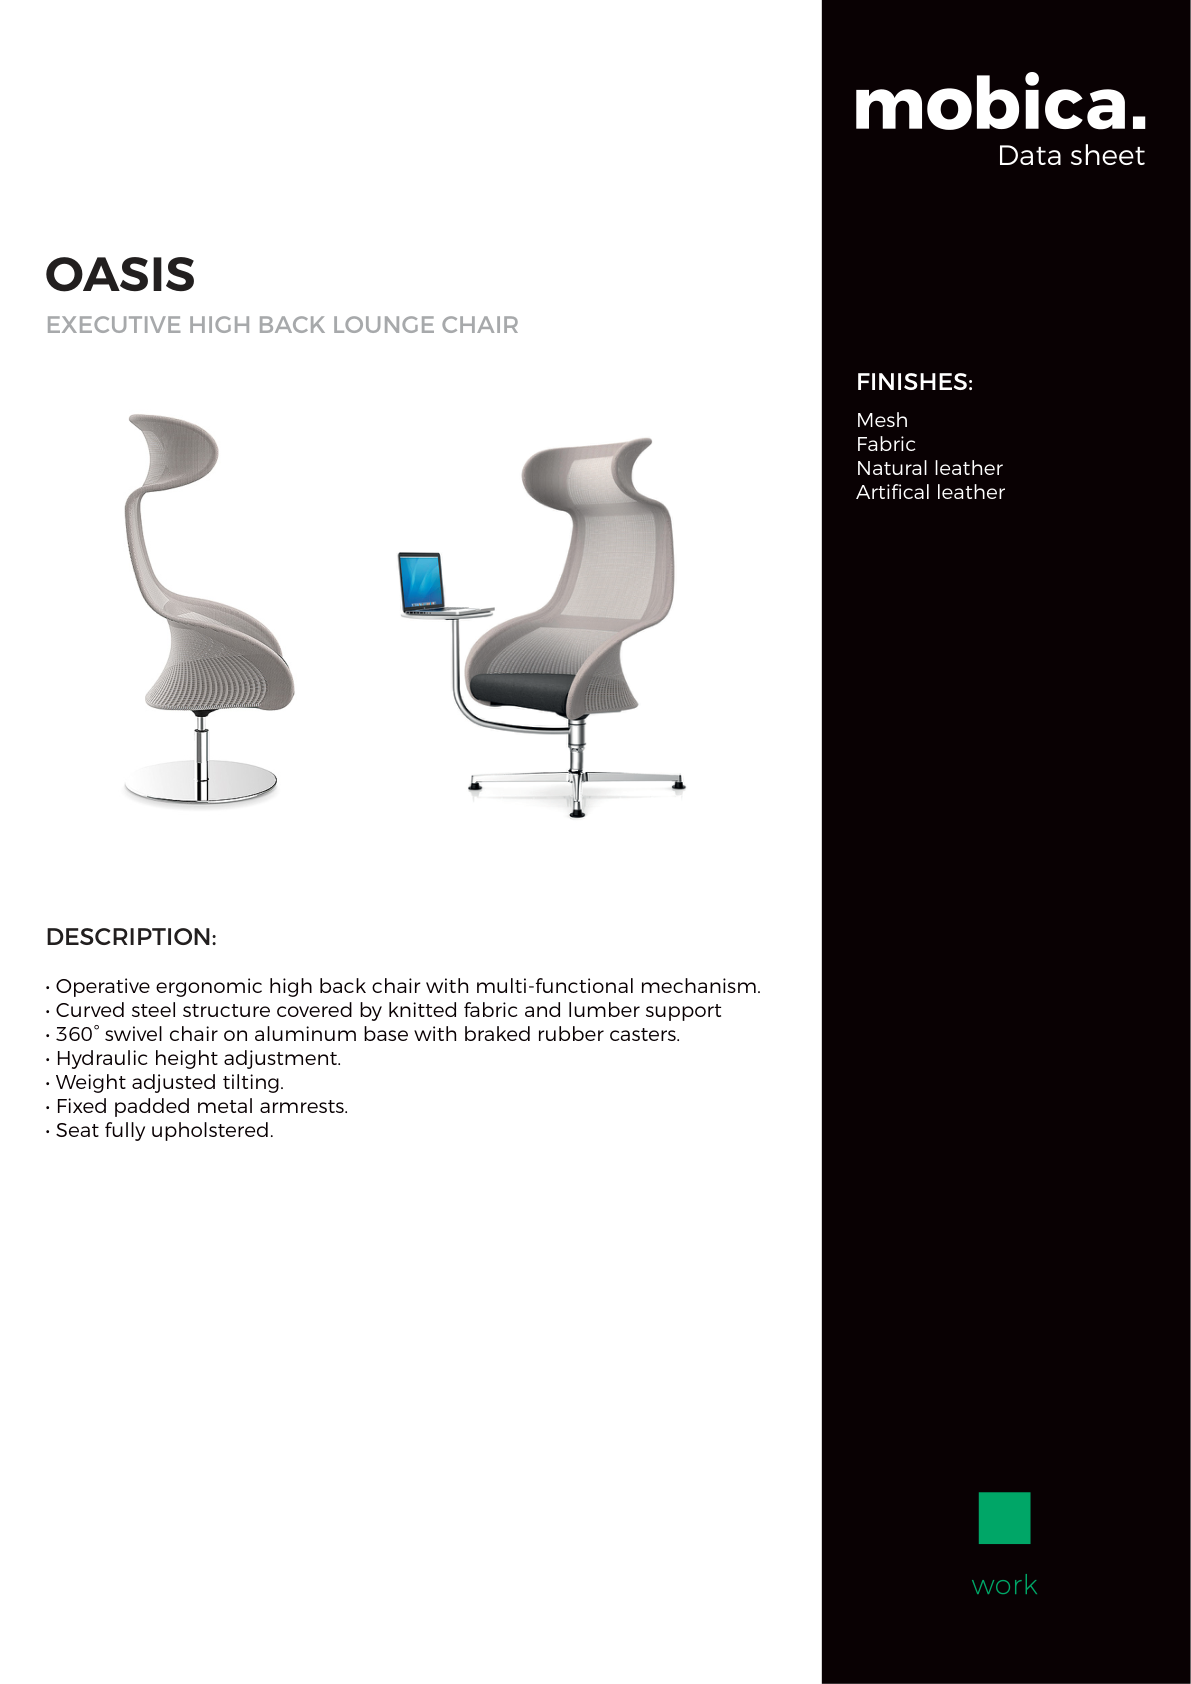 mobica.
Data sheet
OASIS
EXECUTIVE HIGH BACK LOUNGE CHAIR
FINISHES:
Mesh
Fabric
Natural leather
Artifical leather
DESCRIPTION:
• Operative ergonomic high back chair with multi-functional mechanism.
• Curved steel structure covered by knitted fabric and lumber support
• 360° swivel chair on aluminum base with braked rubber casters.
• Hydraulic height adjustment.
• Weight adjusted tilting.
• Fixed padded metal armrests.
• Seat fully upholstered.
work